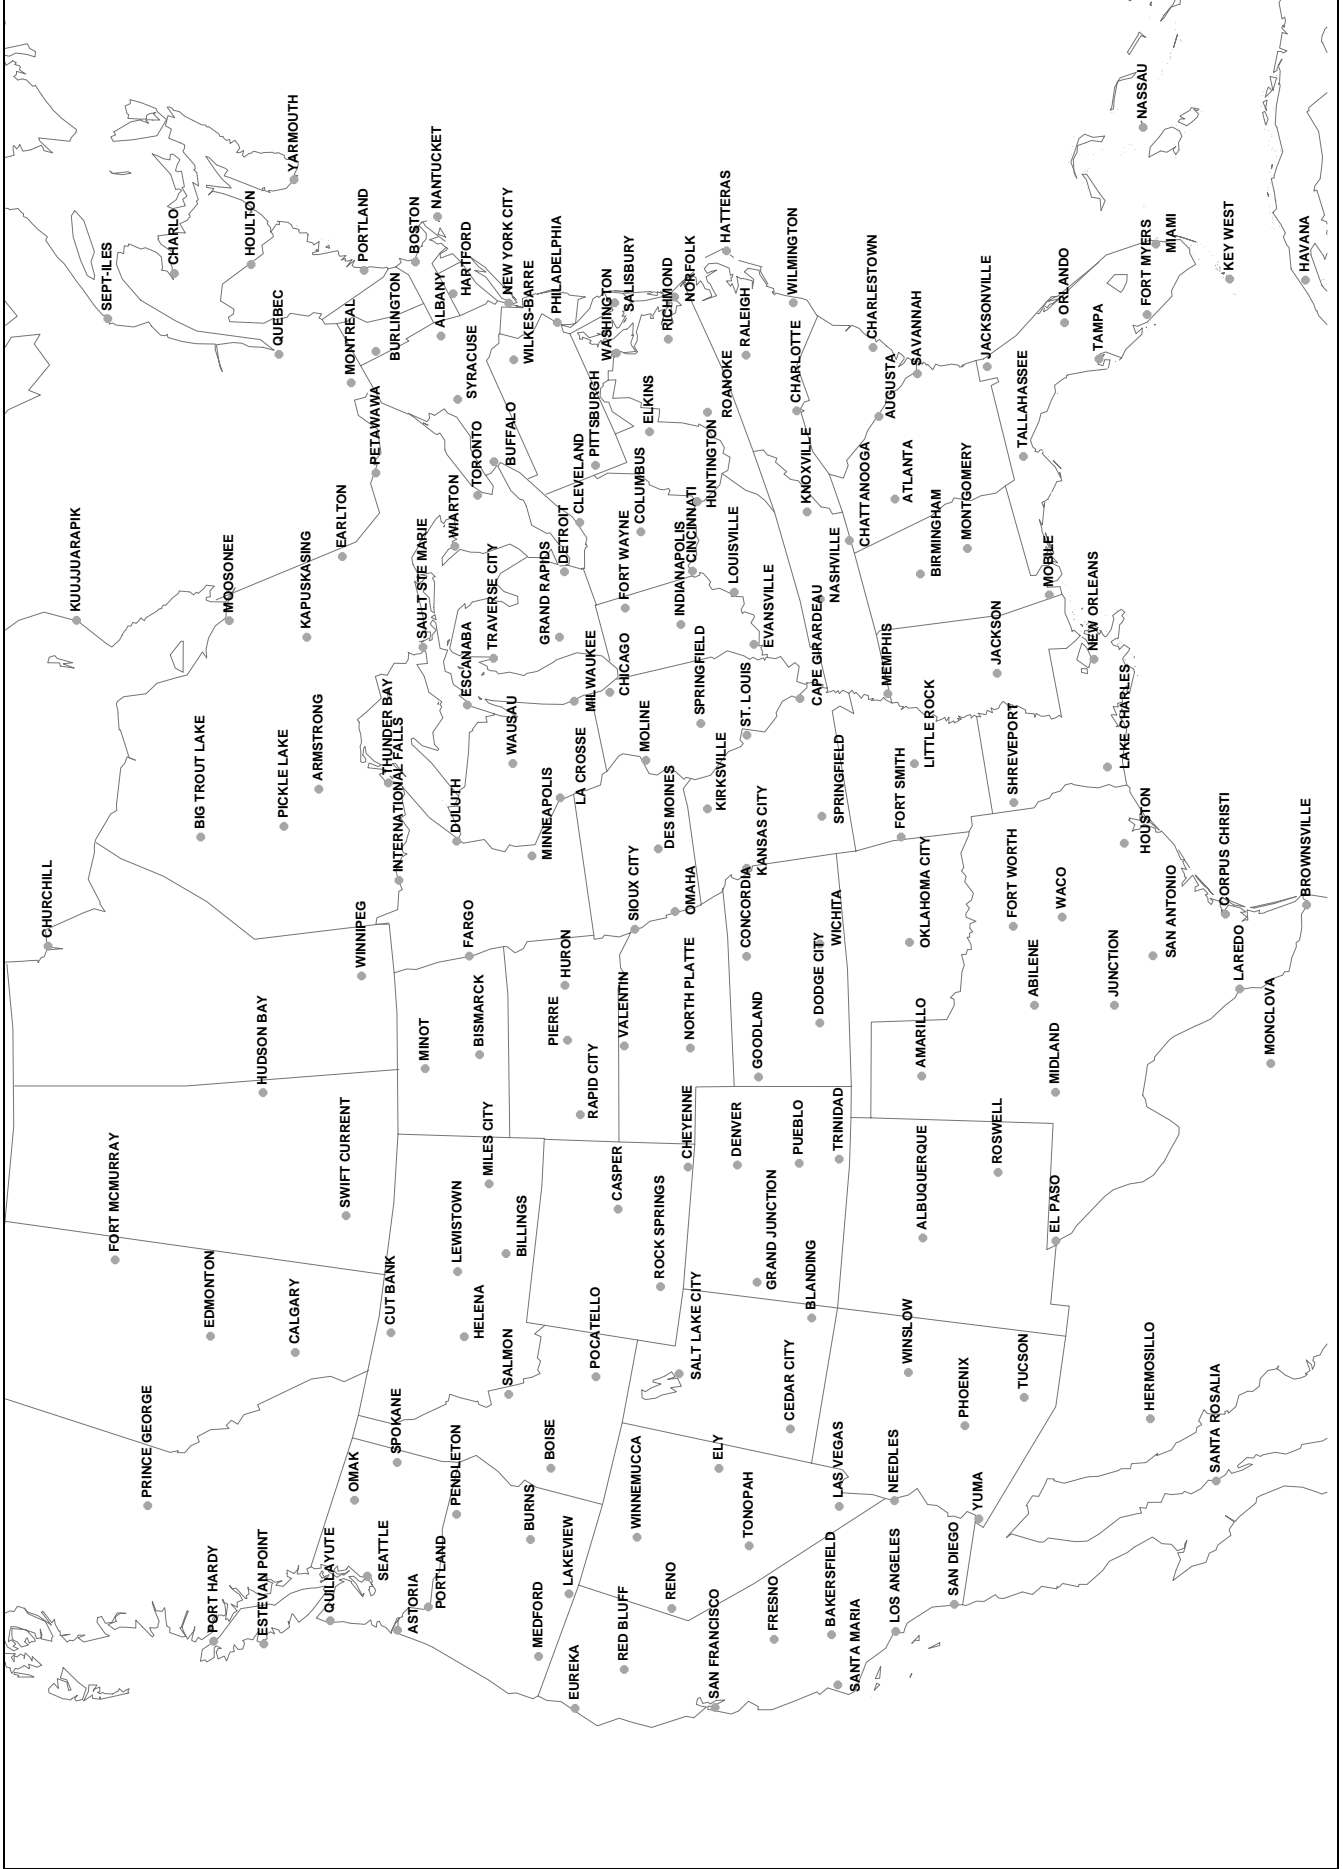 CHURCHILL
KUUJJUARAPIK
SEPT-ILES
FORT MCMURRAY
PRINCE GEORGE
CHARLO
BIG TROUT LAKE
EDMONTON
PORT HARDY
MOOSONEE
HOULTON
HUDSON BAY
ESTEVAN POINT
QUEBEC
PICKLE LAKE
CALGARY
YARMOUTH
KAPUSKASING
ARMSTRONG
QUILLAYUTE
EARLTON
SWIFT CURRENT
MONTREAL
OMAK
WINNIPEG
PORTLAND
SEATTLE
PETAWAWA
BURLINGTON
THUNDER BAY
CUT BANK
SPOKANE
INTERNATIONAL FALLS
ASTORIA
BOSTON
SAULT STE MARIE
MINOT
PORTLAND
NANTUCKET
ALBANY
HARTFORD
WIARTON
PENDLETON
DULUTH
LEWISTOWN
SYRACUSE
HELENA
ESCANABA
FARGO
TORONTO
BISMARCK
MILES CITY
TRAVERSE CITY
BUFFALO
BILLINGS
SALMON
NEW YORK CITY
WAUSAU
WILKES-BARRE
BURNS
MINNEAPOLIS
MEDFORD
BOISE
PHILADELPHIA
GRAND RAPIDS
LA CROSSE
DETROIT
HURON
PIERRE
LAKEVIEW
EUREKA
MILWAUKEE
CLEVELAND
RAPID CITY
PITTSBURGH
POCATELLO
CHICAGO
WASHINGTON
SALISBURY
CASPER
VALENTIN
RED BLUFF
FORT WAYNE
SIOUX CITY
WINNEMUCCA
COLUMBUS
MOLINE
ELKINS
DES MOINES
ROCK SPRINGS
RICHMOND
RENO
NORFOLK
OMAHA
SALT LAKE CITY
INDIANAPOLIS
CHEYENNE
NORTH PLATTE
CINCINNATI
HUNTINGTON
SPRINGFIELD
KIRKSVILLE
ROANOKE
SAN FRANCISCO
ELY
HATTERAS
LOUISVILLE
DENVER
RALEIGH
ST. LOUIS
KANSAS CITY
CONCORDIA
TONOPAH
EVANSVILLE
GOODLAND
GRAND JUNCTION
FRESNO
CEDAR CITY
WILMINGTON
CHARLOTTE
CAPE GIRARDEAU
PUEBLO
KNOXVILLE
BLANDING
NASHVILLE
SPRINGFIELD
DODGE CITY
WICHITA
BAKERSFIELD
TRINIDAD
LAS VEGAS
SANTA MARIA
CHATTANOOGA
CHARLESTOWN
AUGUSTA
MEMPHIS
NEEDLES
LOS ANGELES
ATLANTA
FORT SMITH
WINSLOW
SAVANNAH
LITTLE ROCK
OKLAHOMA CITY
BIRMINGHAM
AMARILLO
ALBUQUERQUE
SAN DIEGO
PHOENIX
MONTGOMERY
YUMA
JACKSONVILLE
JACKSON
ROSWELL
SHREVEPORT
FORT WORTH
TALLAHASSEE
TUCSON
ABILENE
MOBILE
WACO
MIDLAND
EL PASO
ORLANDO
NEW ORLEANS
TAMPA
LAKE CHARLES
JUNCTION
HOUSTON
NASSAU
FORT MYERS
MIAMI
SAN ANTONIO
HERMOSILLO
KEY WEST
CORPUS CHRISTI
SANTA ROSALIA
LAREDO
MONCLOVA
HAVANA
BROWNSVILLE